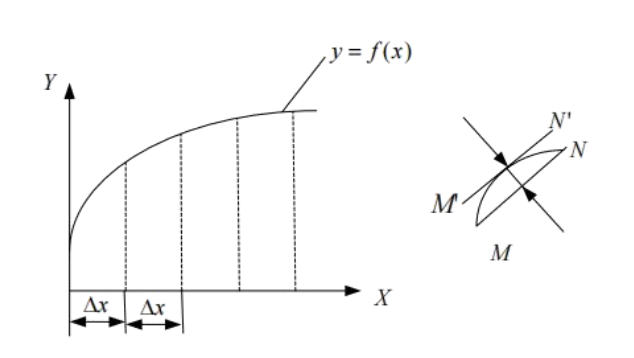 y = f(x)
Y
N'
N
M'
M
X
Δx
Δx